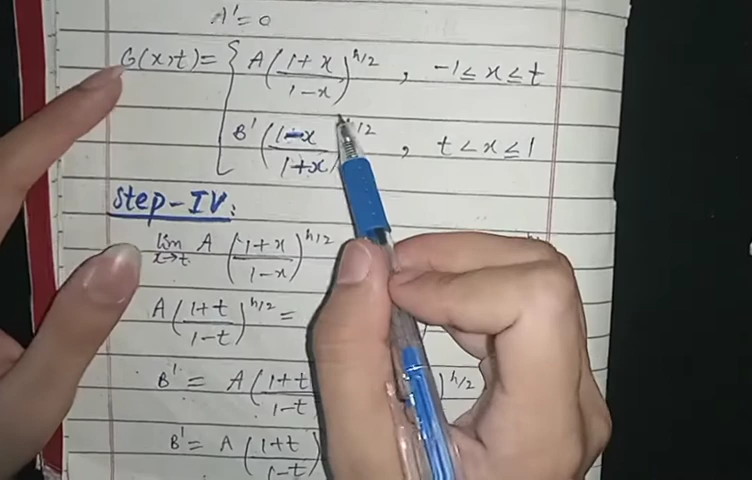 A' = 0
G(x,t) = { A (1+x / 1-x)^h/2 , -1 ≤ x ≤ t
B' (1-x / 1+x)^h/2 , t < x ≤ 1
Step-IV:
lim x→t A (1+x / 1-x)^h/2
A (1+t / 1-t)^h/2 =
B' = A (1+t / 1-t) )^h/2
B' = A (1+t / 1-t)